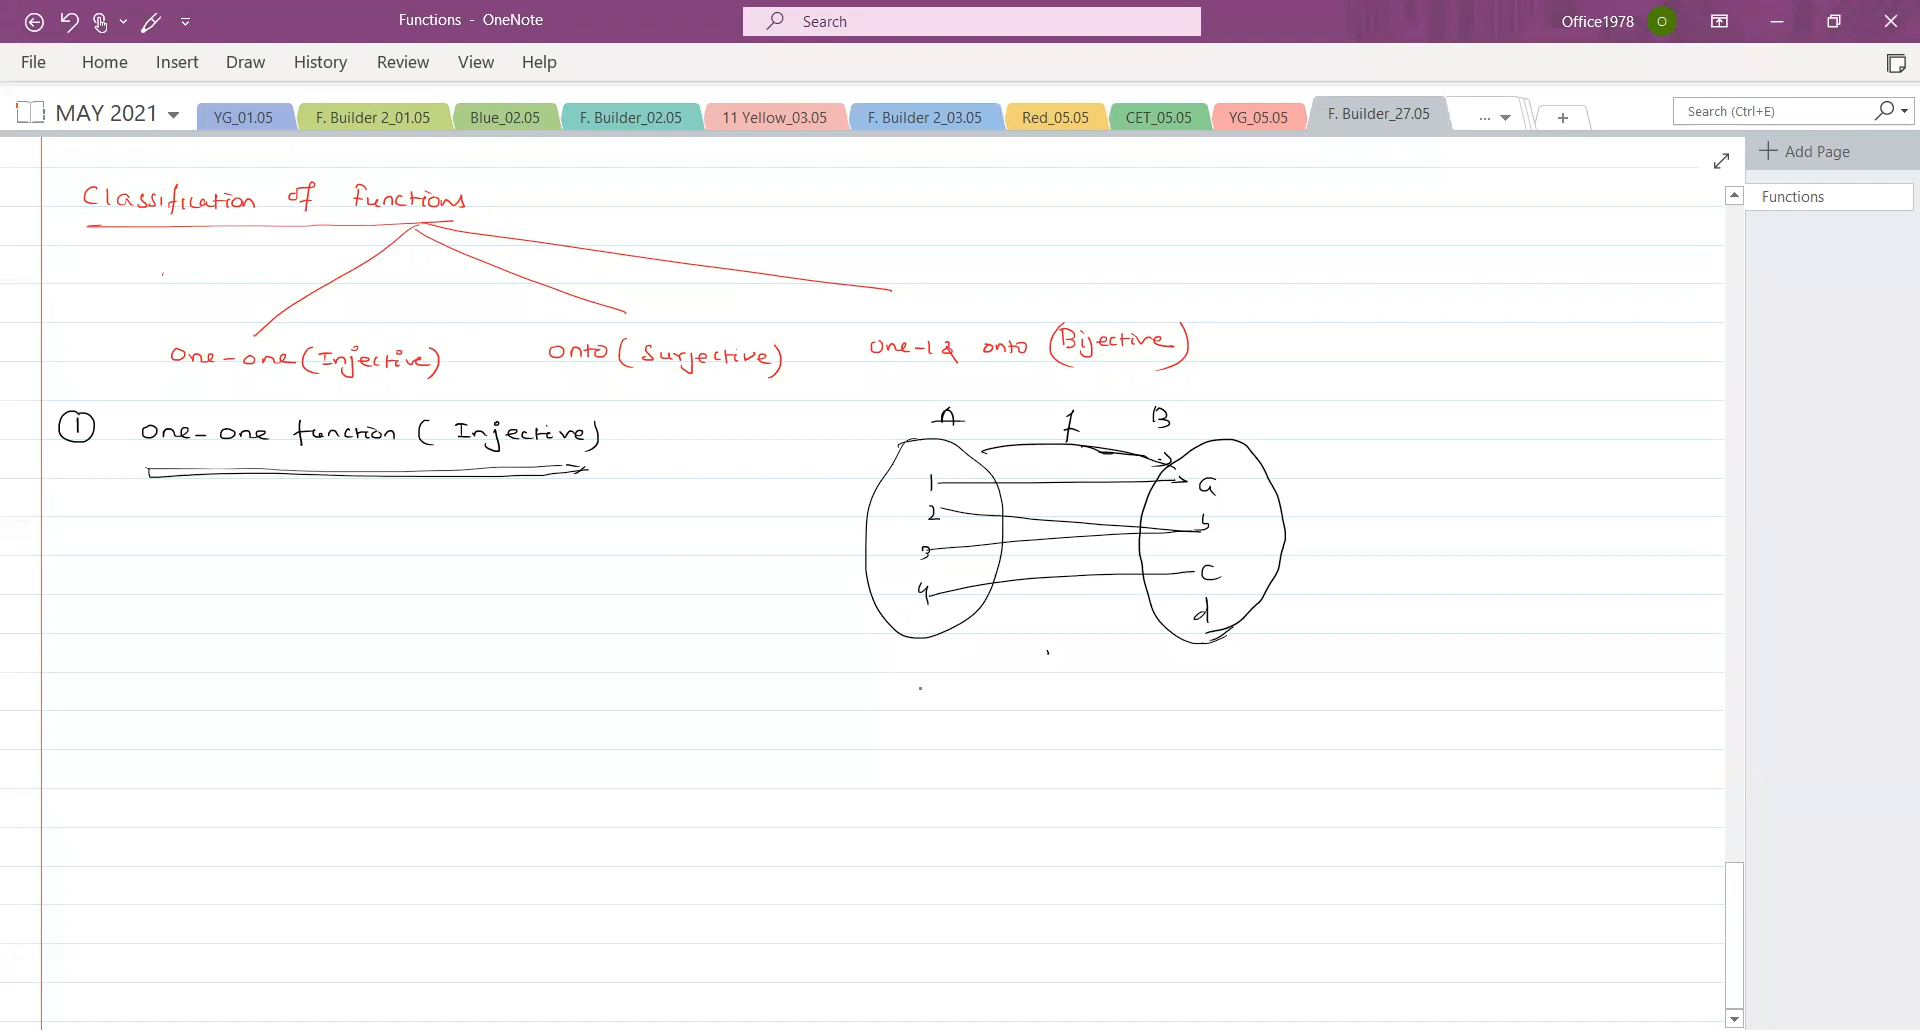 Functions - OneNote
Search
Office1978
O
File Home Insert Draw History Review View Help
MAY 2021
YG_01.05 F. Builder 2_01.05 Blue_02.05 F. Builder_02.05 11 Yellow_03.05 F. Builder 2_03.05 Red_05.05 CET_05.05 YG_05.05 F. Builder_27.05 ... +
Search (Ctrl+E)
Add Page
Functions
Classification of functions
One-one (Injective) onto (Surjective) One-1 & onto (Bijective)
1 One-One function (Injective)
A f B
1 a
2 b
3
4 c
d